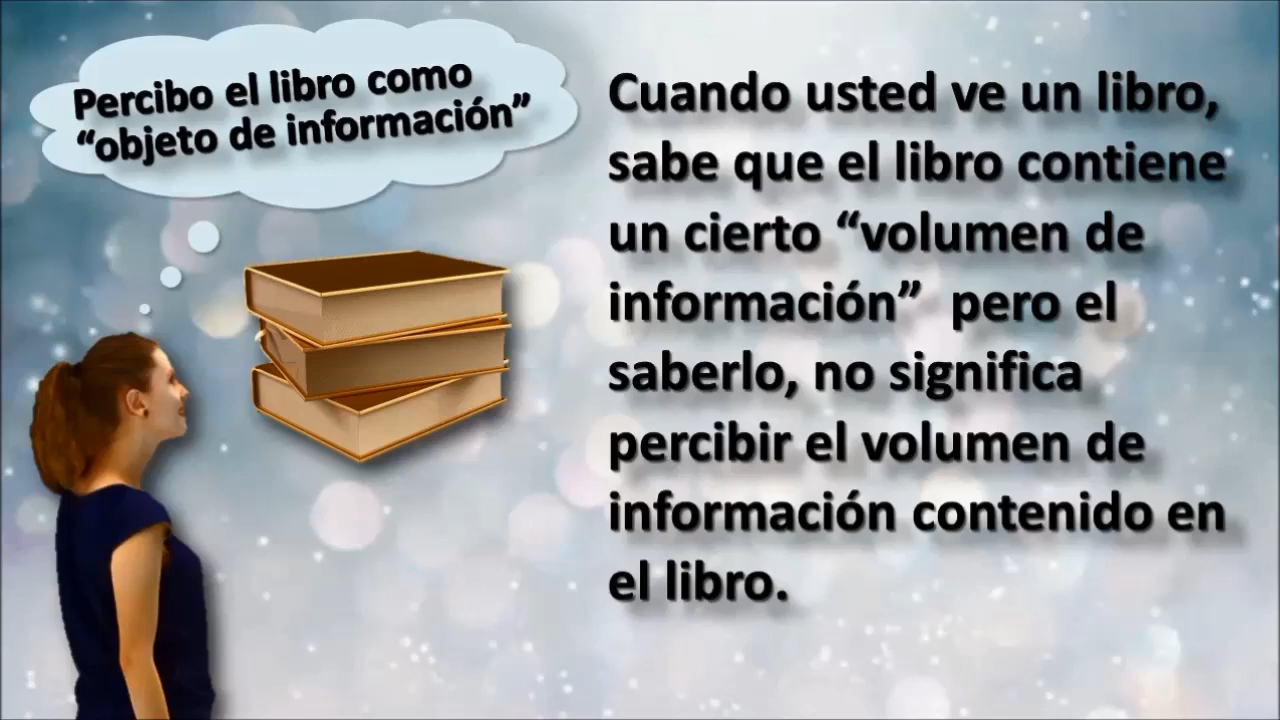 Percibo el libro como
“objeto de información”
Cuando usted ve un libro,
sabe que el libro contiene
un cierto “volumen de
información” pero el
saberlo, no significa
percibir el volumen de
información contenido en
el libro.